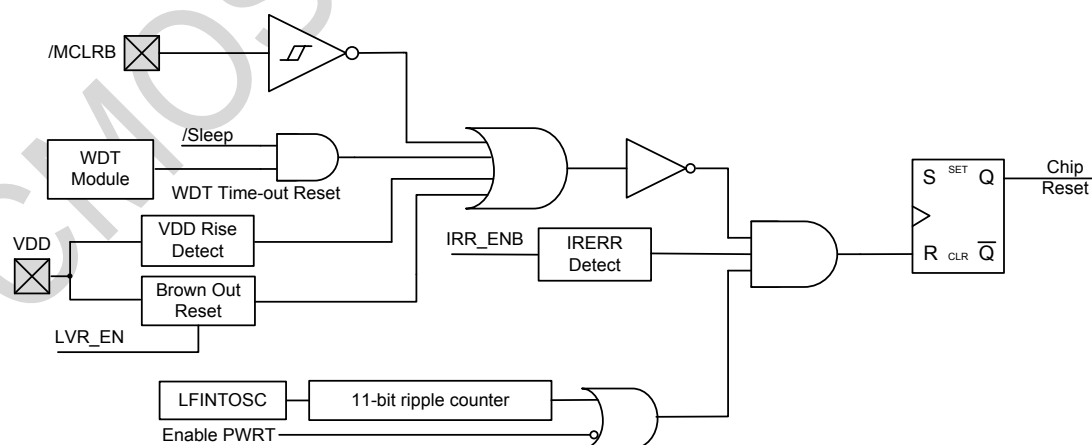 /MCLRB
/Sleep
WDT
Module
WDT Time-out Reset
VDD
VDD Rise
Detect
Brown Out
Reset
LVR_EN
IRR_ENB
IRERR
Detect
S SET Q
R CLR Q
Chip
Reset
LFINTOSC
11-bit ripple counter
Enable PWRT
CMOS